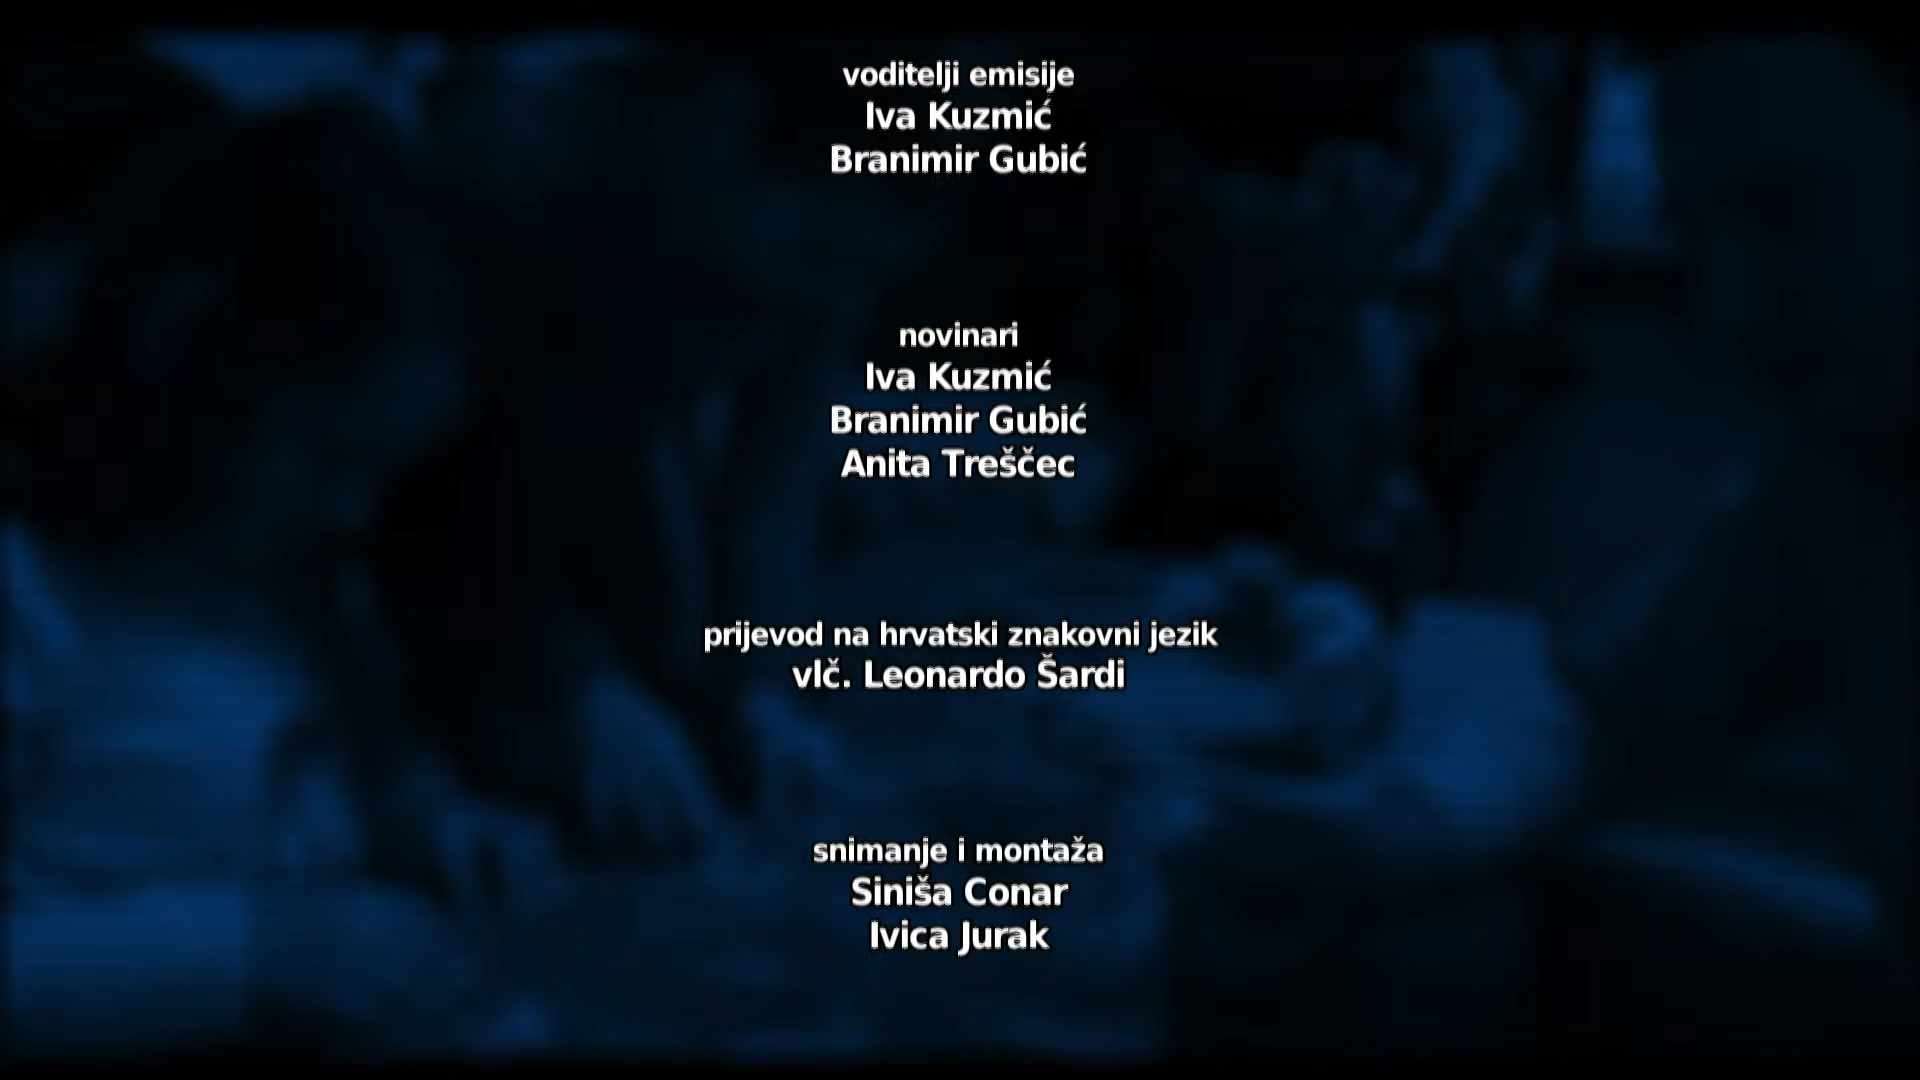 voditelji emisije
Iva Kuzmić
Branimir Gubić
novinari
Iva Kuzmić
Branimir Gubić
Anita Treščec
prijevod na hrvatski znakovni jezik
vlč. Leonardo Šardi
snimanje i montaža
Siniša Conar
Ivica Jurak